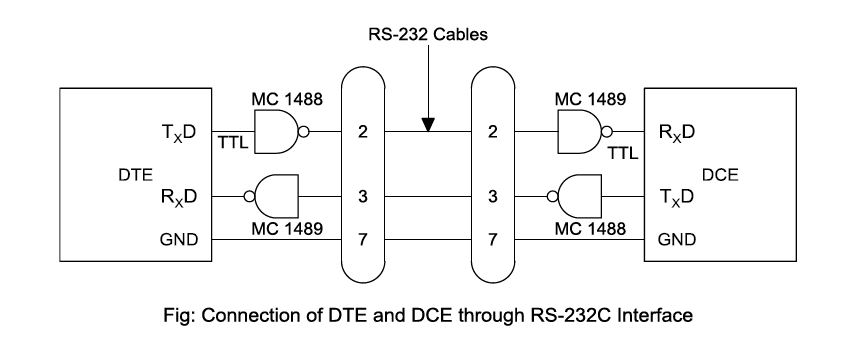 RS-232 Cables
MC 1488
MC 1489
TXD
TTL
2
2
TTL
RXD
DTE
DCE
RXD
3
3
TXD
MC 1489
MC 1488
GND
7
7
GND
Fig: Connection of DTE and DCE through RS-232C Interface